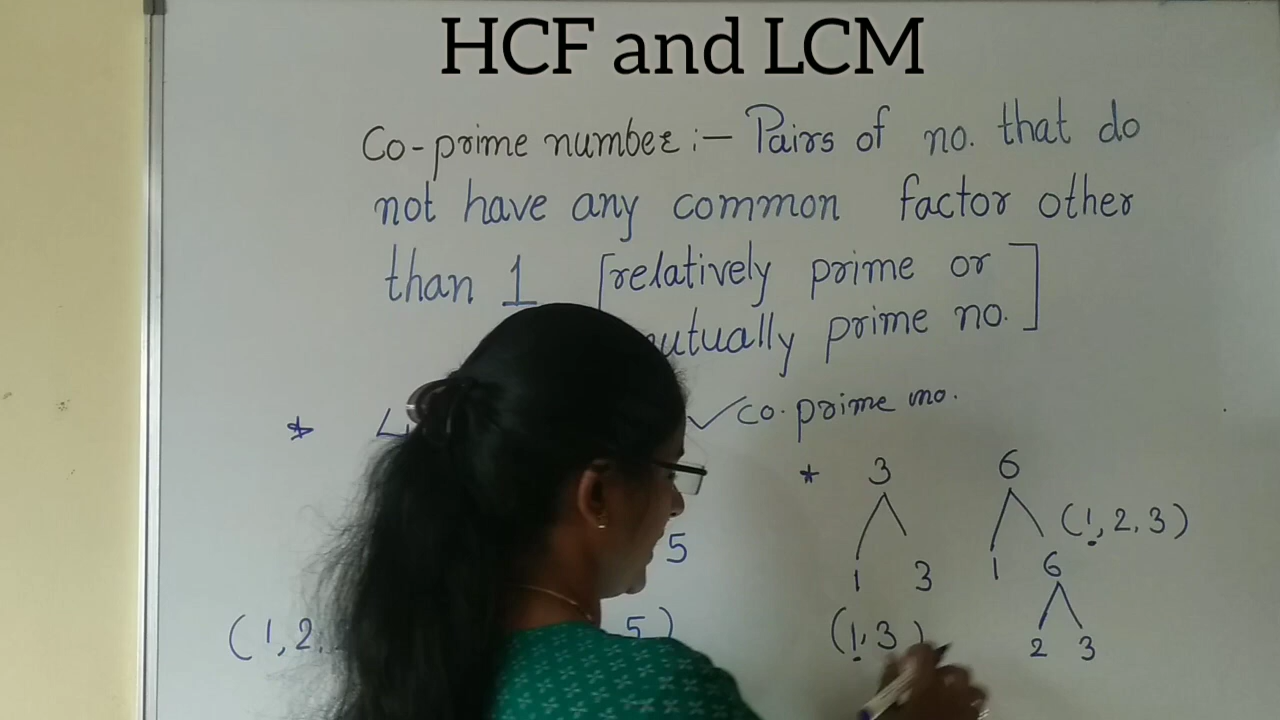 HCF and LCM
Co-prime number :- Pairs of no. that do
not have any common factor other
than 1 [relatively prime or
prime no.]
* ✓ co-prime no.
* 3 6
(1, 2, 3)
5
1 3 1 6
(1, 2, 5)
(1, 3) 2 3